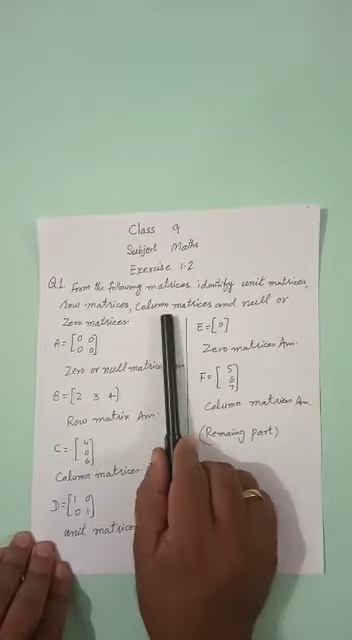 Class 9
Subject Maths
Exercise 1.2
Q1. From the following matrices, identify unit matrices,
row matrices, column matrices and null or
Zero matrices.
A = [0 0
0 0]
Zero or null matrices
B = [2 3 4]
Row matrix Ans.
C = [4
0
6]
Column matrices.
D = [1 0
0 1]
unit matrices
E = [0]
Zero matrices An.
F = [5
6
7]
Column matrices An.
(Remaing part)